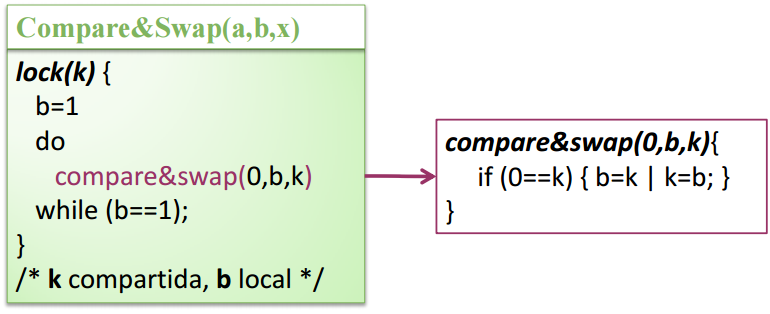 Compare&Swap(a,b,x)
lock(k) {
b=1
do
compare&swap(0,b,k)
while (b==1);
}
/* k compartida, b local */
compare&swap(0,b,k){
if (0==k) { b=k | k=b; }
}